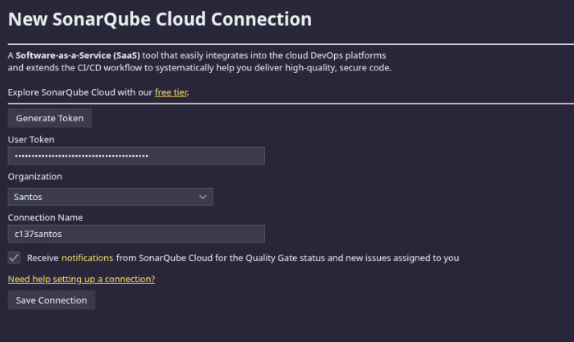 New SonarQube Cloud Connection
A Software-as-a-Service (SaaS) tool that easily integrates into the cloud DevOps platforms
and extends the CI/CD workflow to systematically help you deliver high-quality, secure code.
Explore SonarQube Cloud with our free tier.
Generate Token
User Token
••••••••••••••••••••••••••••••••••••••••
Organization
Santos
Connection Name
c137santos
Receive notifications from SonarQube Cloud for the Quality Gate status and new issues assigned to you
Need help setting up a connection?
Save Connection